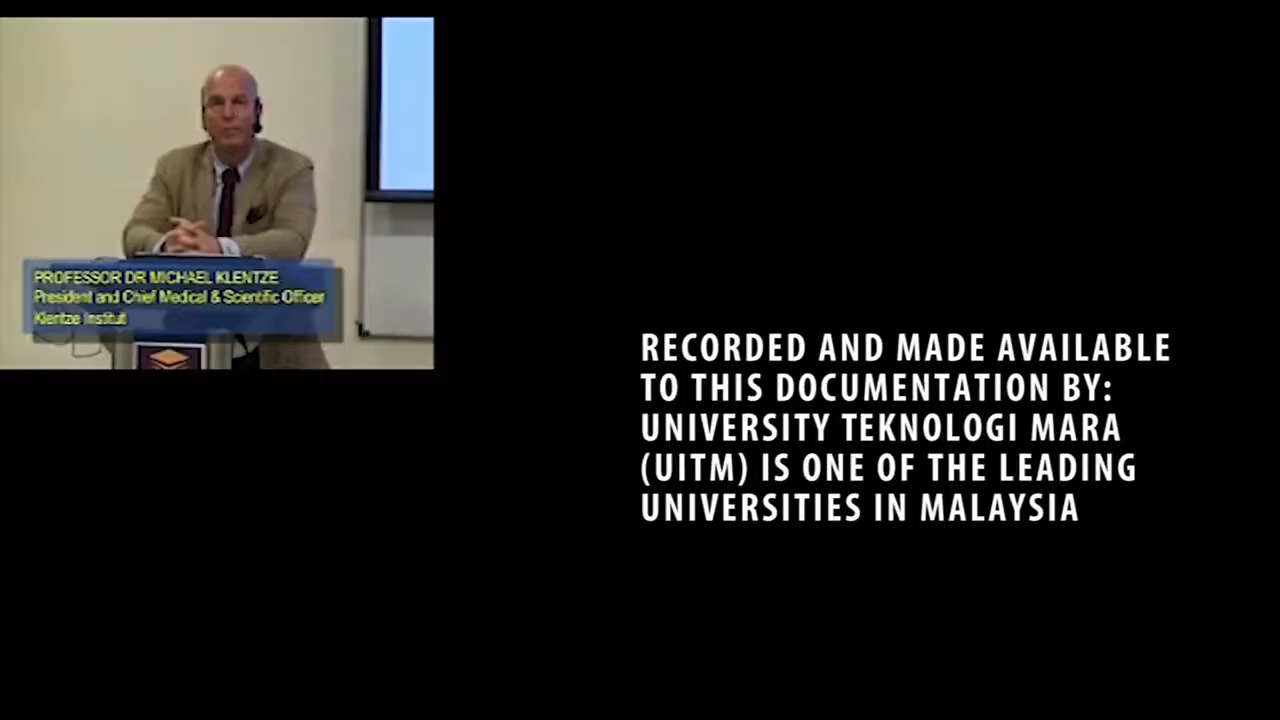 PROFESSOR DR MICHAEL KLENTZE
President and Chief Medical & Scientific Officer
Klentze Institut
RECORDED AND MADE AVAILABLE
TO THIS DOCUMENTATION BY:
UNIVERSITY TEKNOLOGI MARA
(UITM) IS ONE OF THE LEADING
UNIVERSITIES IN MALAYSIA